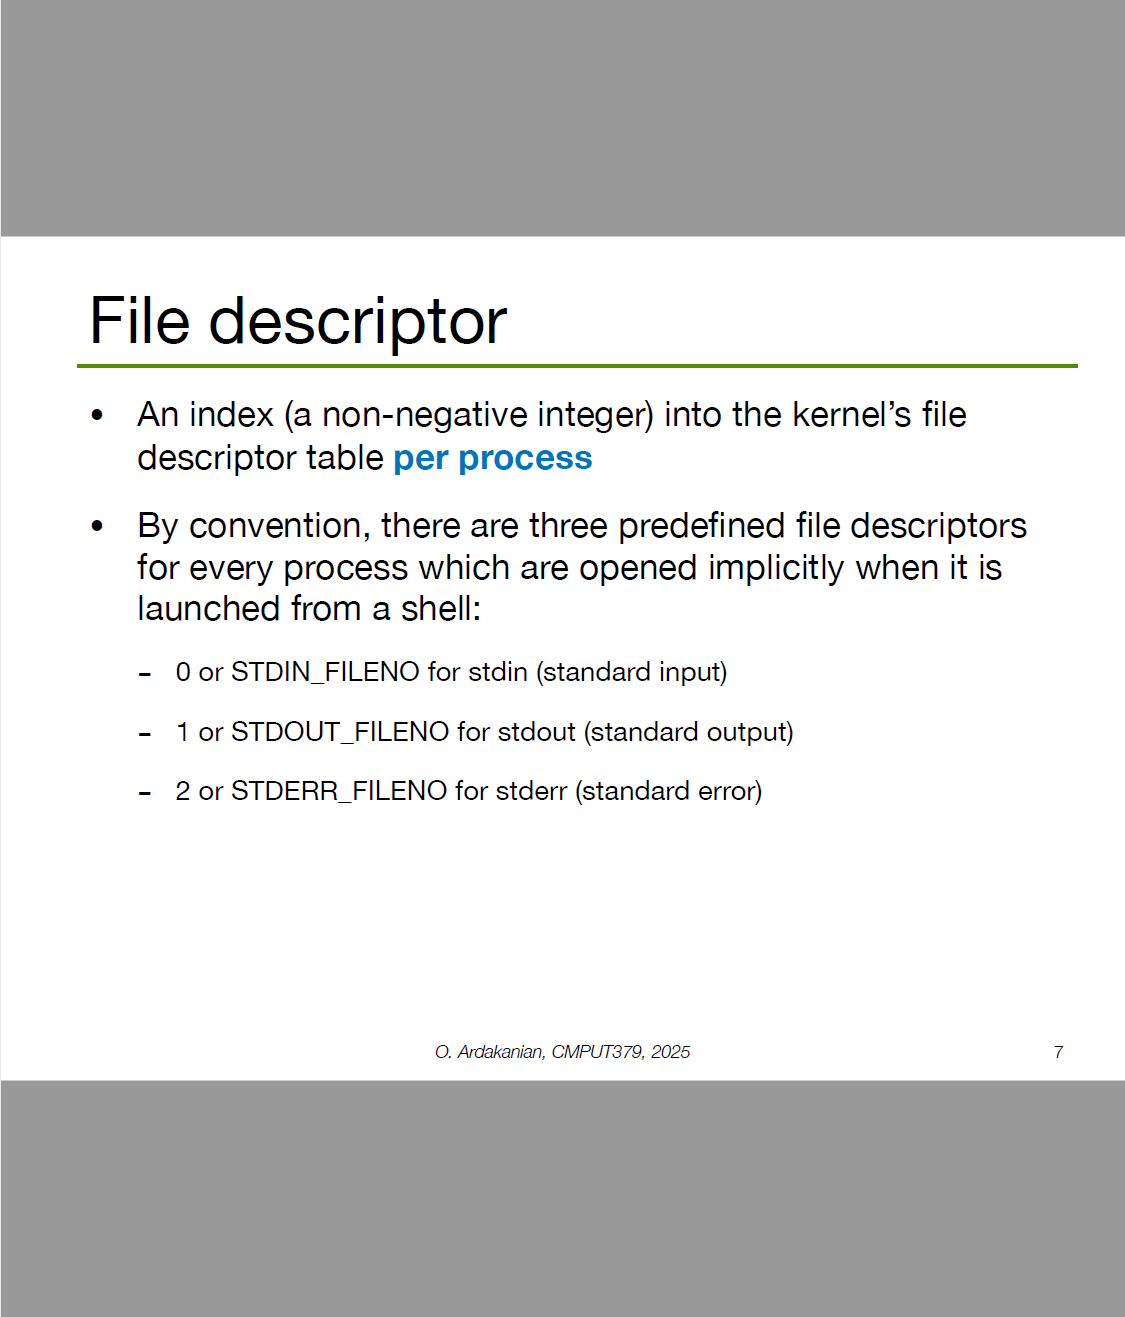 File descriptor
• An index (a non-negative integer) into the kernel’s file
descriptor table per process
• By convention, there are three predefined file descriptors
for every process which are opened implicitly when it is
launched from a shell:
- 0 or STDIN_FILENO for stdin (standard input)
- 1 or STDOUT_FILENO for stdout (standard output)
- 2 or STDERR_FILENO for stderr (standard error)
O. Ardakanian, CMPUT379, 2025
7